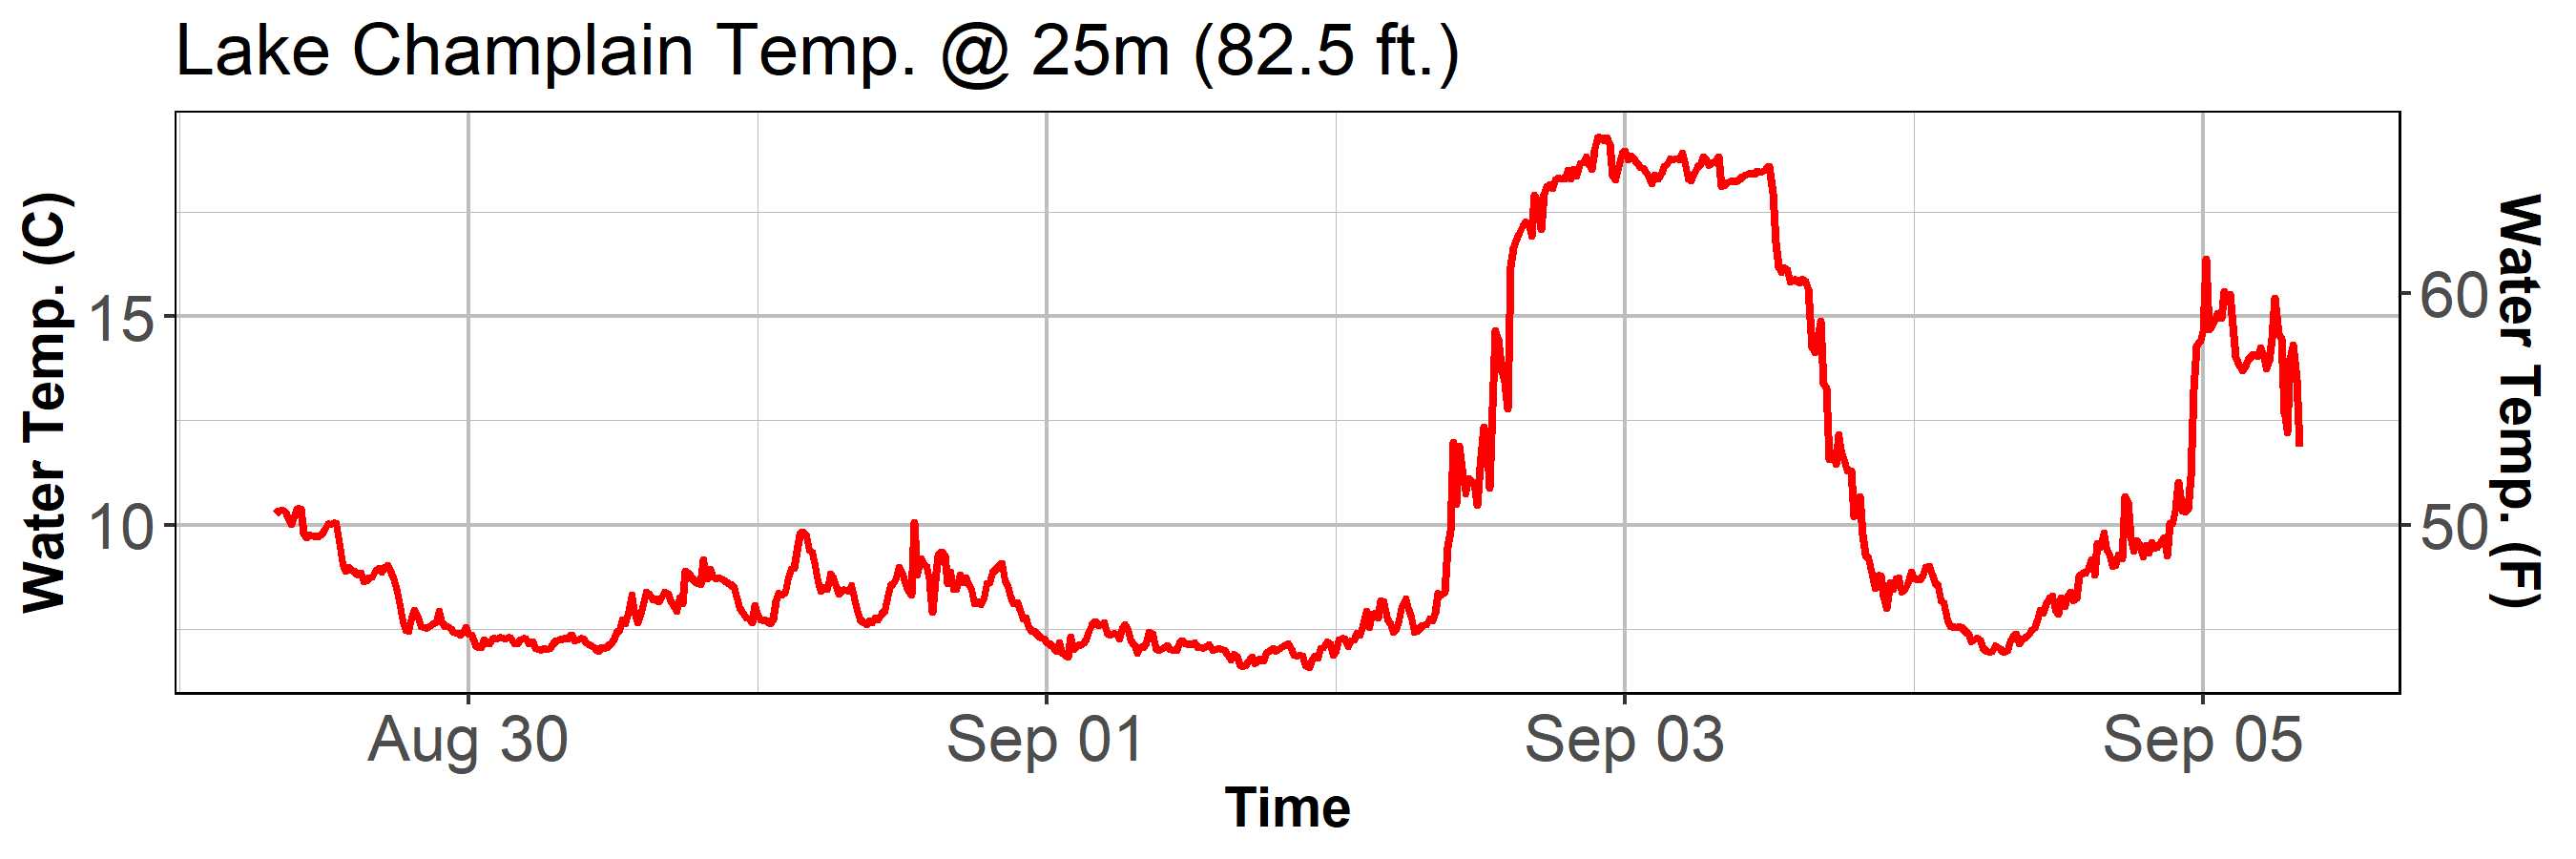 Lake Champlain Temp. @ 25m (82.5 ft.)
Water Temp. (C)
15
10
60
50
Water Temp. (F)
Aug 30
Sep 01
Sep 03
Sep 05
Time